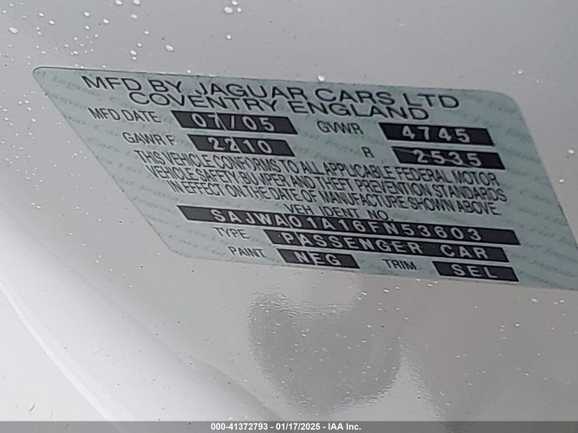 MFD BY JAGUAR CARS LTD
COVENTRY ENGLAND
MFD. DATE 07/05 GVWR 4745
GAWR F 2210 R 2535
THIS VEHICLE CONFORMS TO ALL APPLICABLE FEDERAL MOTOR
VEHICLE SAFETY BUMPER, AND THEFT PREVENTION STANDARDS
IN EFFECT ON THE DATE OF MANUFACTURE SHOWN ABOVE.
VEH. IDENT. NO.
SAJWA01A16FN53603
TYPE PASSENGER CAR
PAINT NEG TRIM SEL
000-41372793 - 01/17/2025 - IAA Inc.